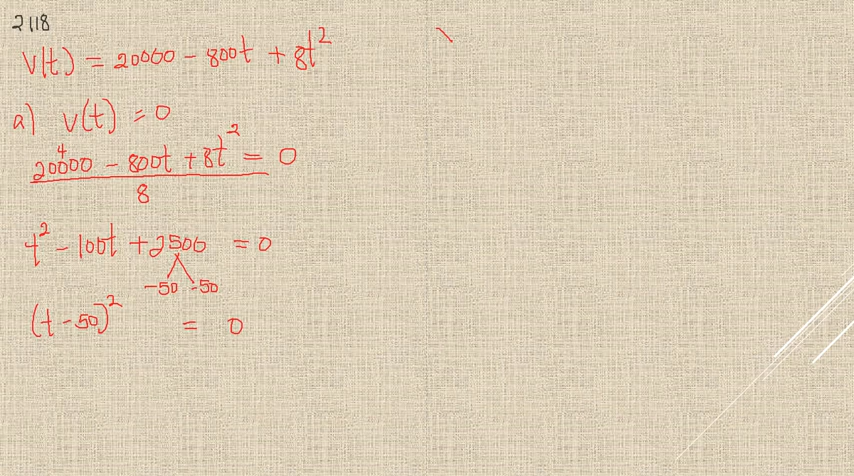 2118
V(t) = 20000 - 800t + 8t²
a) V(t) = 0
20000 - 800t + 8t² = 0
8
t² - 100t + 2500 = 0
-50 -50
(t - 50)² = 0